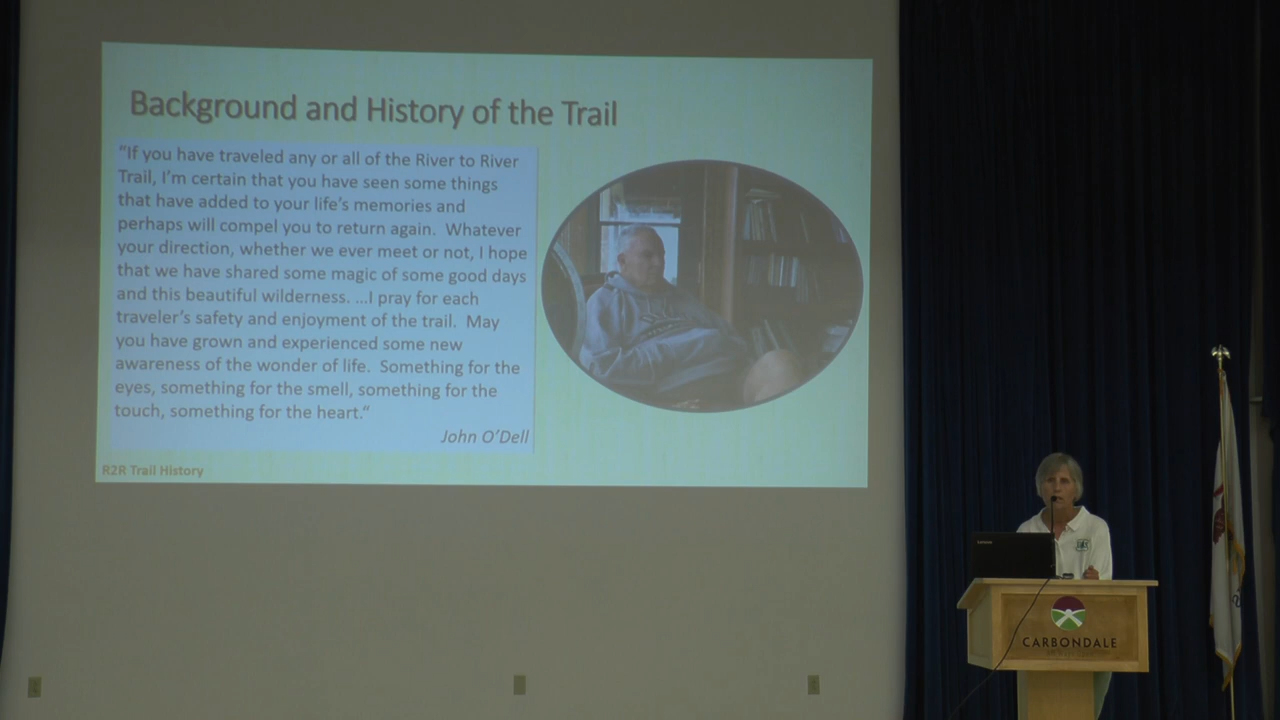 Background and History of the Trail
“If you have traveled any or all of the River to River
Trail, I’m certain that you have seen some things
that have added to your life’s memories and
perhaps will compel you to return again.  Whatever
your direction, whether we ever meet or not, I hope
that we have shared some magic of some good days
and this beautiful wilderness. ...I pray for each
traveler’s safety and enjoyment of the trail.  May
you have grown and experienced some new
awareness of the wonder of life.  Something for the
eyes, something for the smell, something for the
touch, something for the heart.“
John O’Dell
R2R Trail History
CARBONDALE